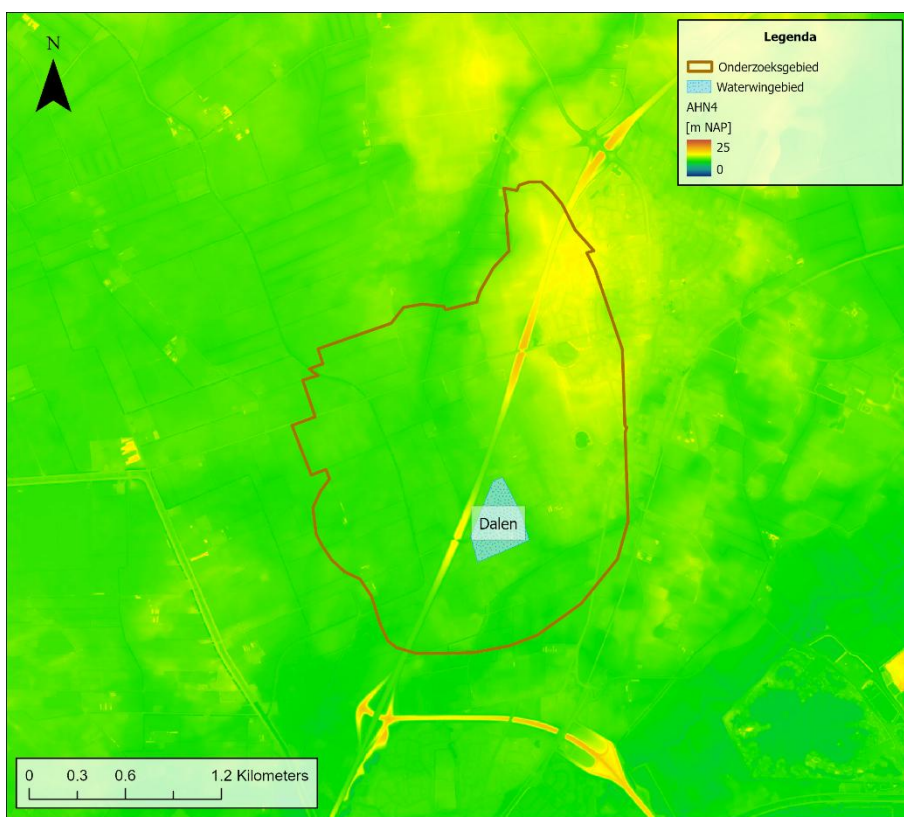 N
Legenda
Onderzoeksgebied
Waterwingebied
AHN4
[m NAP]
25
0
Dalen
0 0.3 0.6 1.2 Kilometers